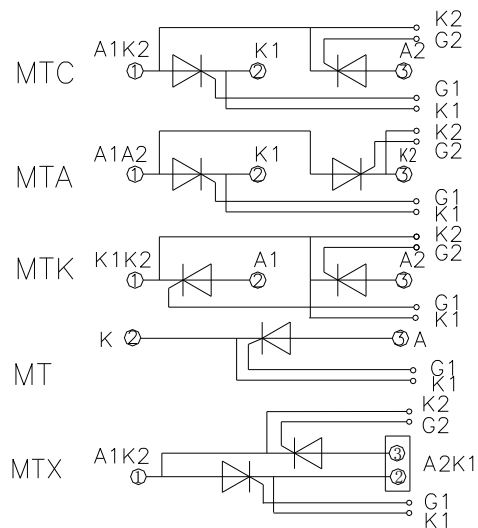 K2
G2
A1K2 K1 A2
MTC ① ② ③
G1
K1
K2
G2
A1A2 K1 K2
MTA ① ② ③
G1
K1
K2
G2
K1K2 A1 A2
MTK ① ② ③
G1
K1
K ② ③ A
MT
G1
K1
K2
G2
A1K2 ③
MTX ① ② A2K1
G1
K1